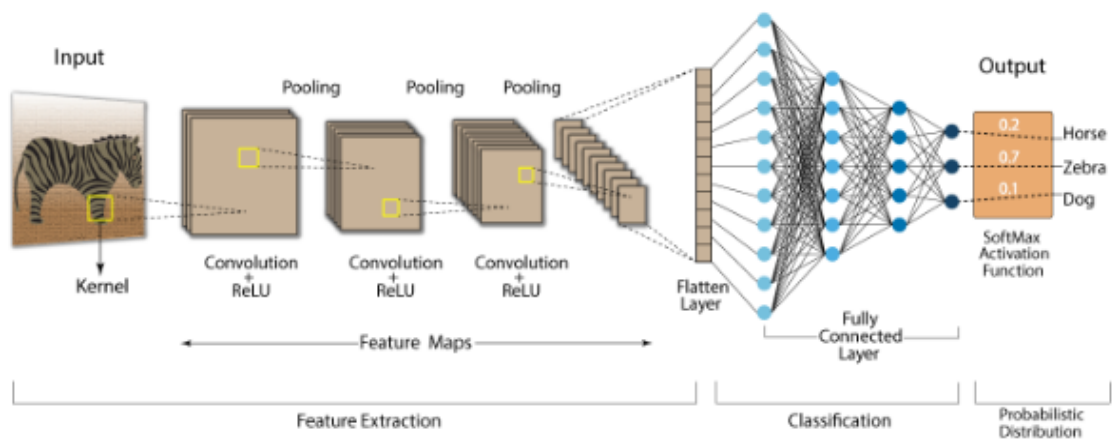 Input
Output
Pooling
Pooling
Pooling
0.2
Horse
0.7
Zebra
0.1
Dog
Kernel
Convolution
+
ReLU
Convolution
+
ReLU
Convolution
+
ReLU
Flatten
Layer
SoftMax
Activation
Function
Fully
Connected
Layer
Feature Maps
Feature Extraction
Classification
Probabilistic
Distribution